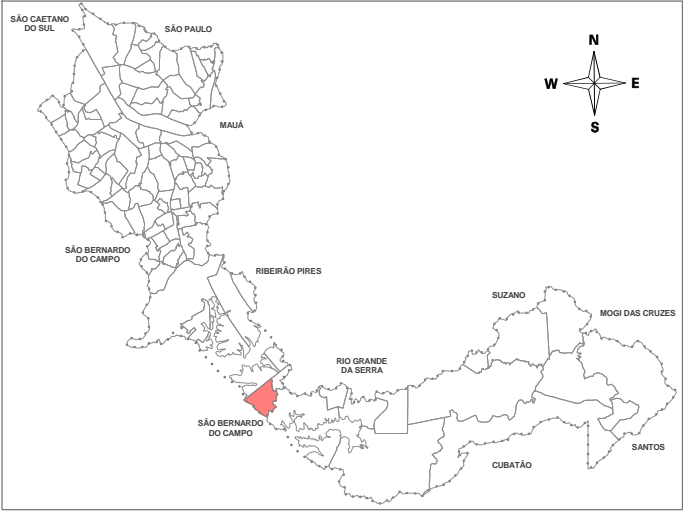 SÃO CAETANO
DO SUL
SÃO PAULO
N
W
E
S
MAUÁ
SÃO BERNARDO
DO CAMPO
RIBEIRÃO PIRES
SUZANO
MOGI DAS CRUZES
RIO GRANDE
DA SERRA
SÃO BERNARDO
DO CAMPO
SANTOS
CUBATÃO